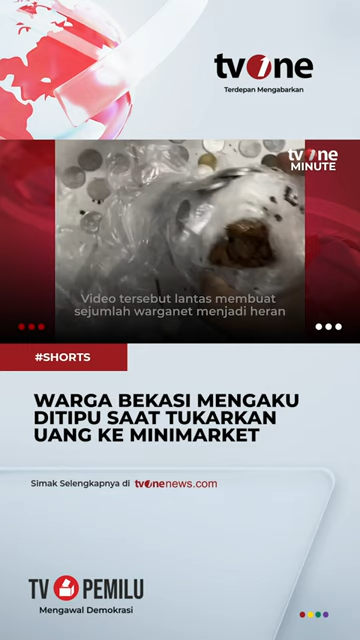 tvOne
Terdepan Mengabarkan
tvOne
MINUTE
Video tersebut lantas membuat
sejumlah warganet menjadi heran
#SHORTS
WARGA BEKASI MENGAKU
DITIPU SAAT TUKARKAN
UANG KE MINIMARKET
Simak Selengkapnya di tvonenews.com
TV PEMILU
Mengawal Demokrasi